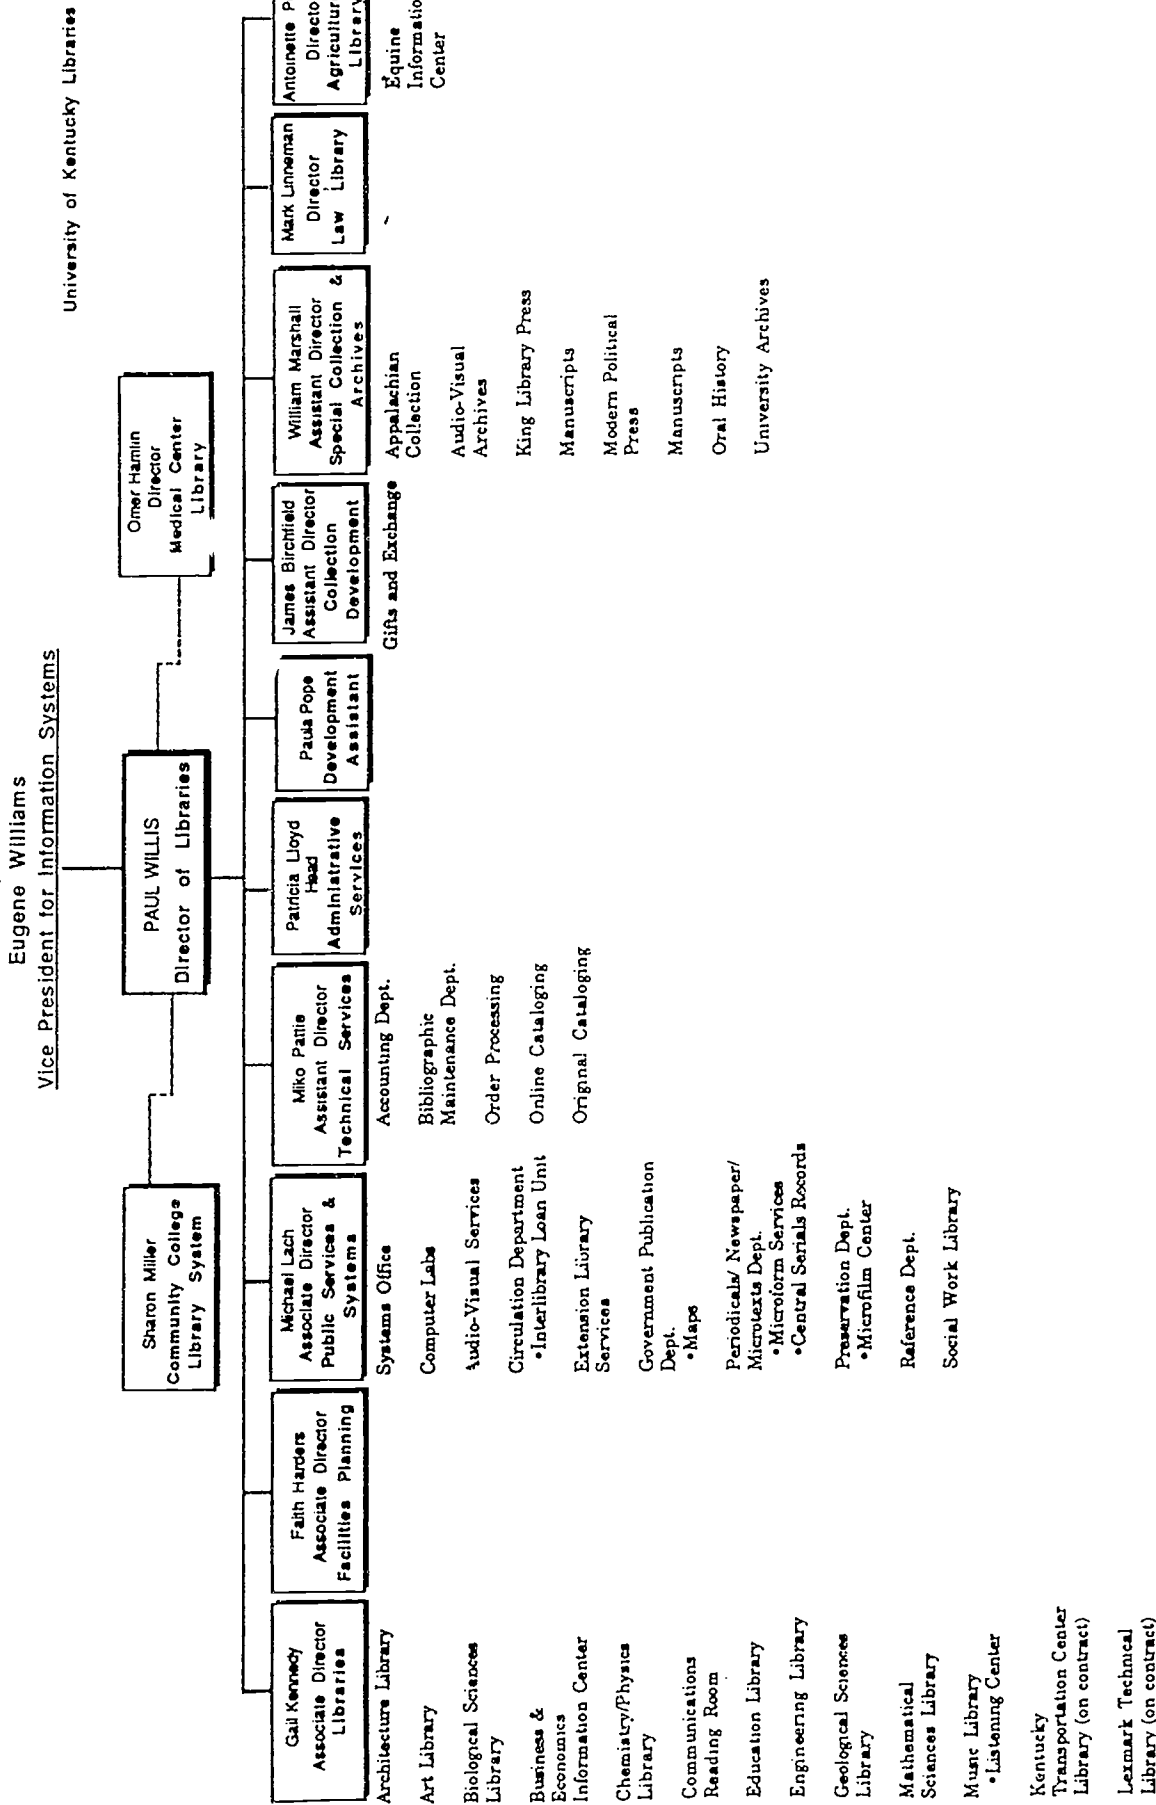 University of Kentucky Libraries
Eugene Williams
Vice President for Information Systems
PAUL WILLIS
Director of Libraries
Sharon Miller
Community College
Library System
Omer Hamlin
Director
Medical Center
Library
Gail Kennedy
Associate Director
Libraries
Architecture Library
Art Library
Biological Sciences
Library
Business &
Economics
Information Center
Chemistry/Physics
Library
Communications
Reading Room
Education Library
Engineering Library
Geological Sciences
Library
Mathematical
Sciences Library
Music Library
•Listening Center
Kentucky
Transportation Center
Library (on contract)
Lexmark Technical
Library (on contract)
Faith Harders
Associate Director
Facilities Planning
Michael Lach
Associate Director
Public Services &
Systems
Systems Office
Computer Labs
Audio-Visual Services
Circulation Department
•Interlibrary Loan Unit
Extension Library
Services
Government Publication
Dept.
•Maps
Periodicals/ Newspaper/
Microtexts Dept.
•Microform Services
•Central Serials Records
Preservation Dept.
•Microfilm Center
Reference Dept.
Social Work Library
Miko Pattie
Assistant Director
Technical Services
Accounting Dept.
Bibliographic
Maintenance Dept.
Order Processing
Online Cataloging
Original Cataloging
Patricia Lloyd
Head
Administrative
Services
Paula Pope
Development
Assistant
James Birchfield
Assistant Director
Collection
Development
Gifts and Exchange
William Marshall
Assistant Director
Special Collection &
Archives
Appalachian
Collection
Audio-Visual
Archives
King Library Press
Manuscripts
Modern Political
Press
Manuscripts
Oral History
University Archives
Mark Linneman
Director
Law Library
Antoinette P
Directo
Agricultur
Library
Equine
Informatio
Center